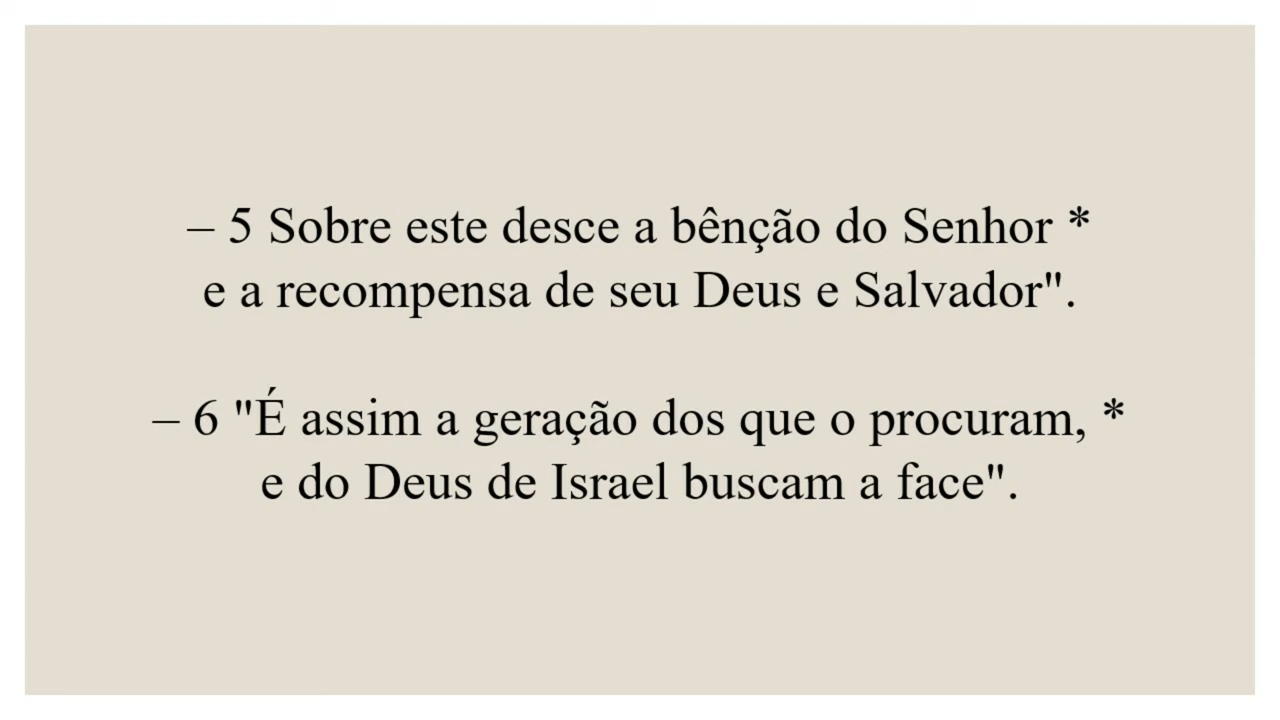 – 5 Sobre este desce a bênção do Senhor *
e a recompensa de seu Deus e Salvador".
– 6 "É assim a geração dos que o procuram, *
e do Deus de Israel buscam a face".